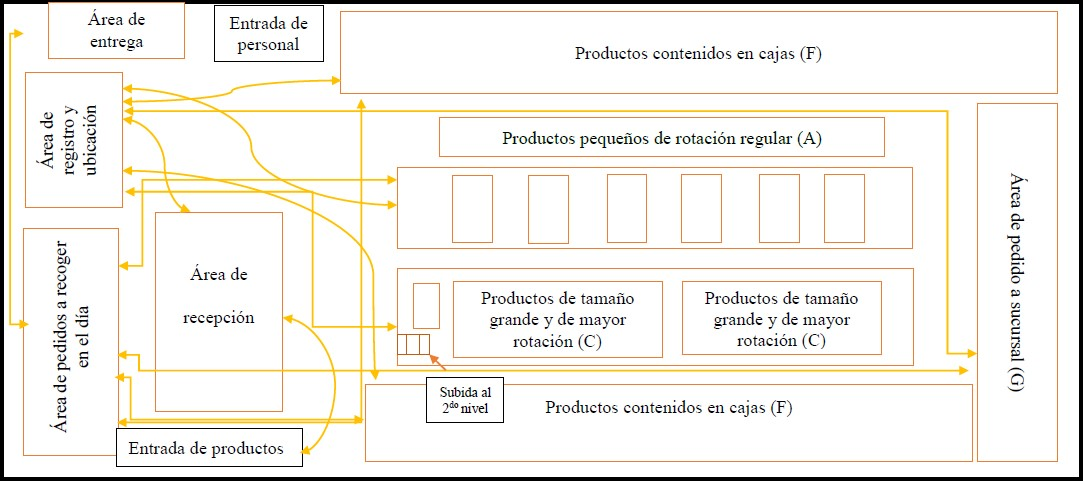 Área de
entrega
Entrada de
personal
Productos contenidos en cajas (F)
Área de
registro y
ubicación
Productos pequeños de rotación regular (A)
Área de pedido a sucursal (G)
Área de pedidos a recoger
en el día
Área de
recepción
Productos de tamaño
grande y de mayor
rotación (C)
Productos de tamaño
grande y de mayor
rotación (C)
Subida al
2do nivel
Productos contenidos en cajas (F)
Entrada de productos